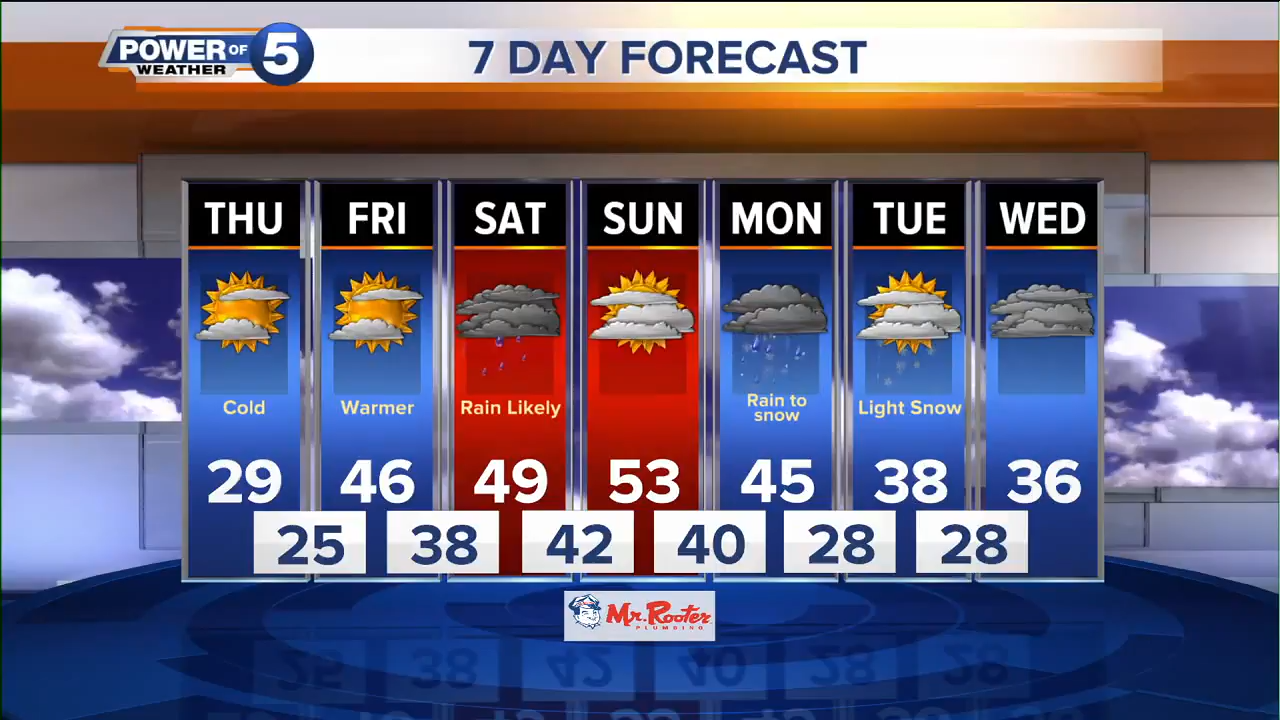 POWER OF 5
WEATHER
7 DAY FORECAST
THU FRI SAT SUN MON TUE WED
Cold Warmer Rain Likely Rain to snow Light Snow
29 46 49 53 45 38 36
25 38 42 40 28 28
Mr. Rooter
PLUMBING